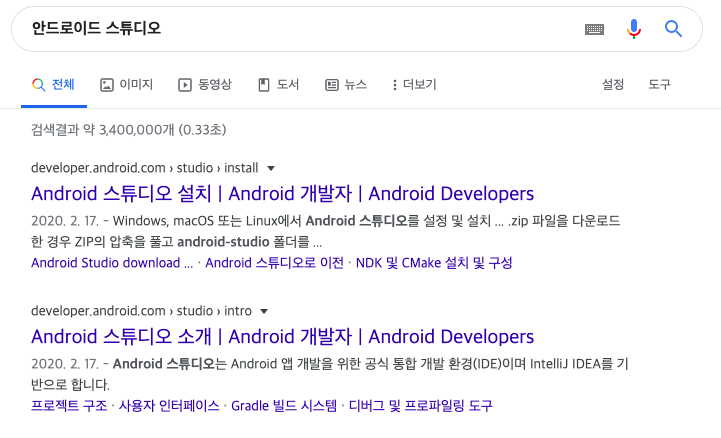 안드로이드 스튜디오
전체 이미지 동영상 도서 뉴스 더보기 설정 도구
검색결과 약 3,400,000개 (0.33초)
developer.android.com › studio › install
Android 스튜디오 설치 | Android 개발자 | Android Developers
2020. 2. 17. - Windows, macOS 또는 Linux에서 Android 스튜디오를 설정 및 설치 ... .zip 파일을 다운로드
한 경우 ZIP의 압축을 풀고 android-studio 폴더를 ...
Android Studio download ... · Android 스튜디오로 이전 · NDK 및 CMake 설치 및 구성
developer.android.com › studio › intro
Android 스튜디오 소개 | Android 개발자 | Android Developers
2020. 2. 17. - Android 스튜디오는 Android 앱 개발을 위한 공식 통합 개발 환경(IDE)이며 IntelliJ IDEA를 기
반으로 합니다.
프로젝트 구조 · 사용자 인터페이스 · Gradle 빌드 시스템 · 디버그 및 프로파일링 도구